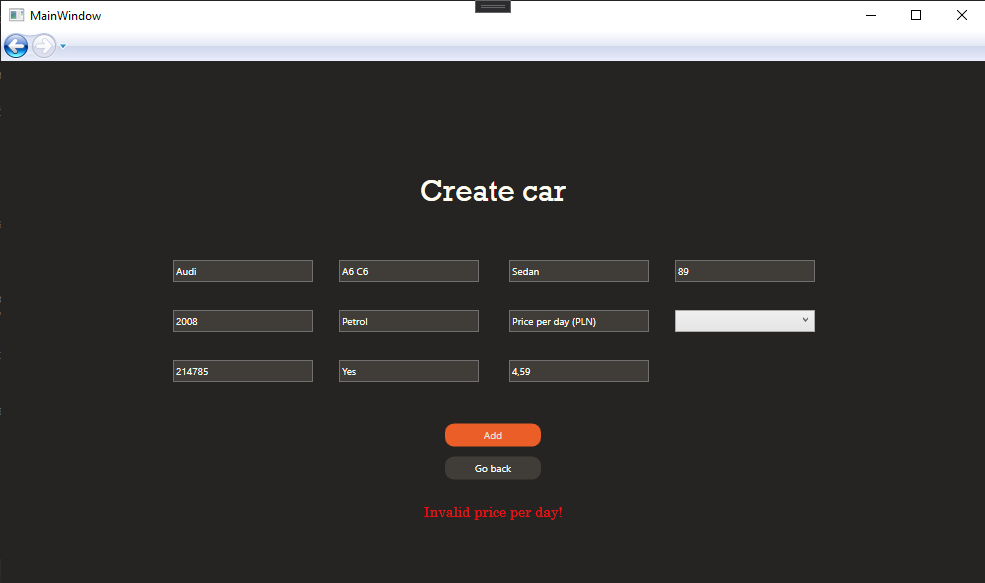 MainWindow
Create car
Audi A6 C6 Sedan 89
2008 Petrol Price per day (PLN)
214785 Yes 4,59
Add
Go back
Invalid price per day!